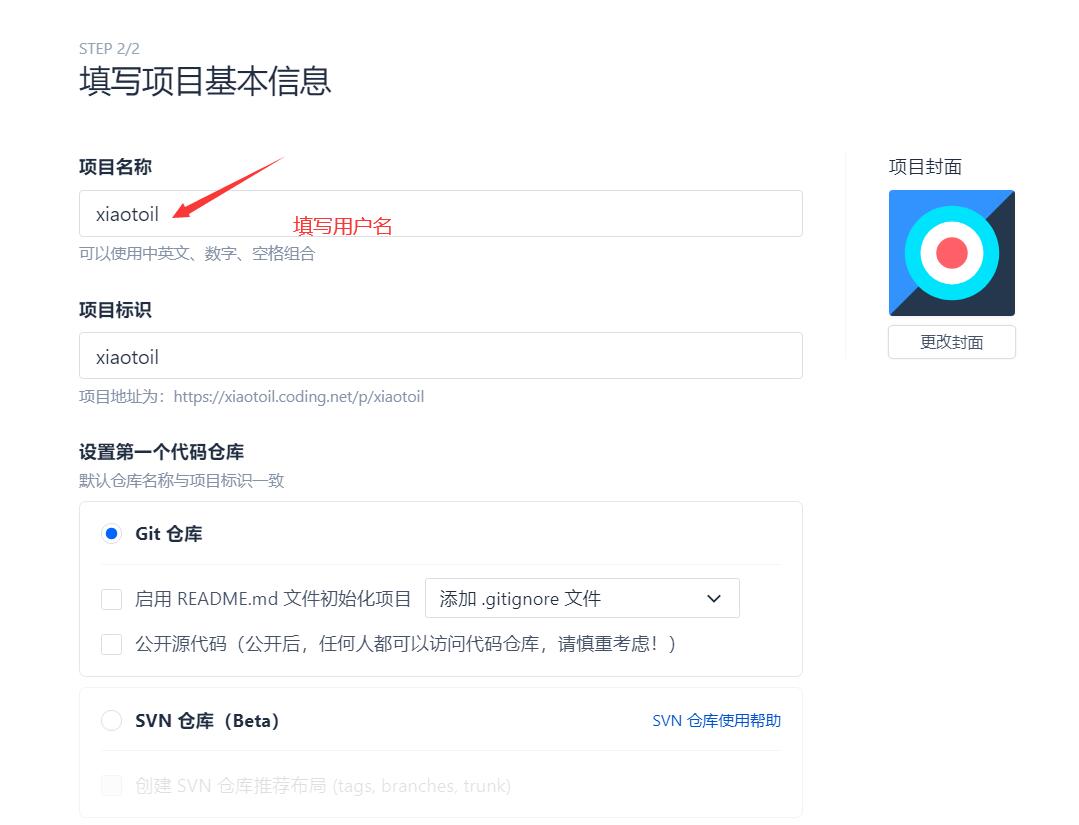 STEP 2/2
填写项目基本信息
项目名称
项目封面
xiaotoil
填写用户名
可以使用中英文、数字、空格组合
项目标识
更改封面
xiaotoil
项目地址为：https://xiaotoil.coding.net/p/xiaotoil
设置第一个代码仓库
默认仓库名称与项目标识一致
Git 仓库
启用 README.md 文件初始化项目 添加 .gitignore 文件
公开源代码（公开后，任何人都可以访问代码仓库，请慎重考虑！）
SVN 仓库（Beta） SVN 仓库使用帮助
创建 SVN 仓库推荐布局 (tags, branches, trunk)